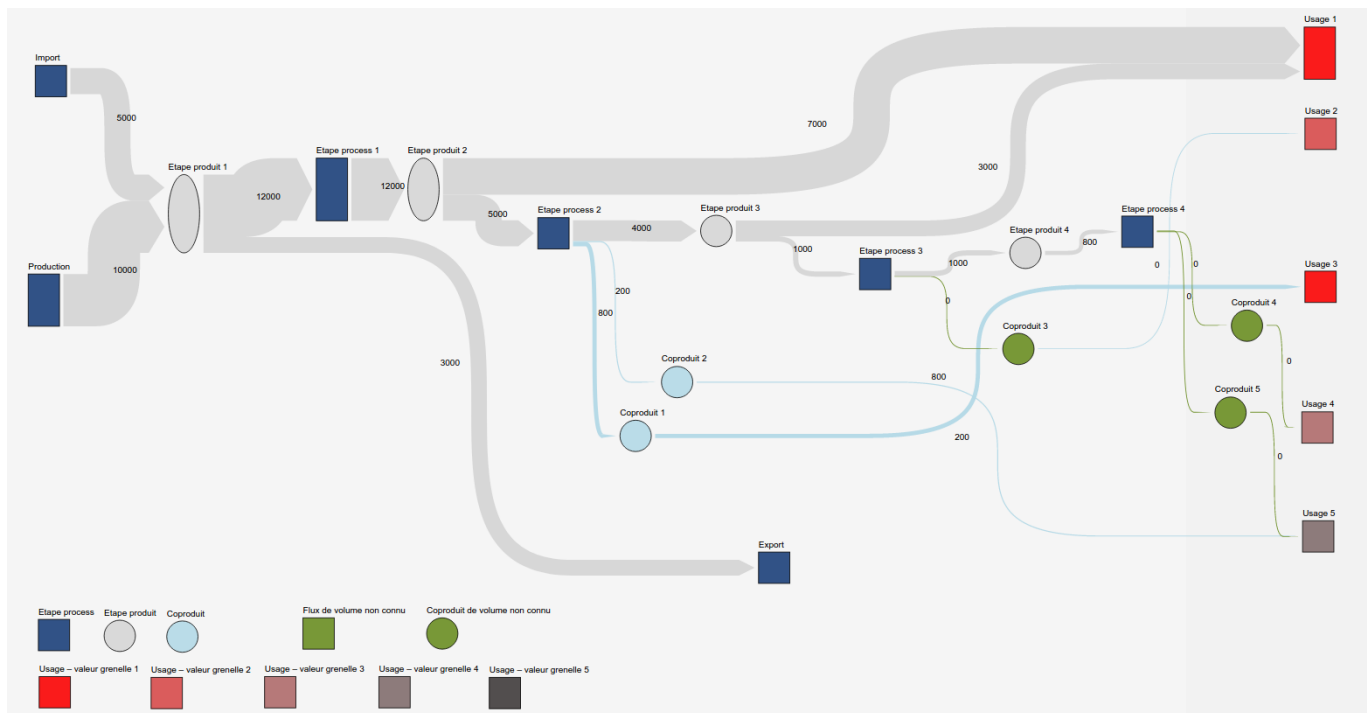 Usage 1
Import
5000
7000
Usage 2
Etape produit 1
Etape process 1
Etape produit 2
12000
12000
3000
5000
Etape process 2
4000
Etape produit 3
Etape process 4
1000
Etape process 3
Etape produit 4
800
1000
0
0
Usage 3
Production
10000
200
800
0
0
Coproduit 4
Coproduit 3
3000
Coproduit 2
800
0
Coproduit 5
Coproduit 1
200
Usage 4
0
Usage 5
Export
Etape process
Etape produit
Coproduit
Flux de volume non connu
Coproduit de volume non connu
Usage – valeur grenelle 1
Usage – valeur grenelle 2
Usage – valeur grenelle 3
Usage – valeur grenelle 4
Usage – valeur grenelle 5